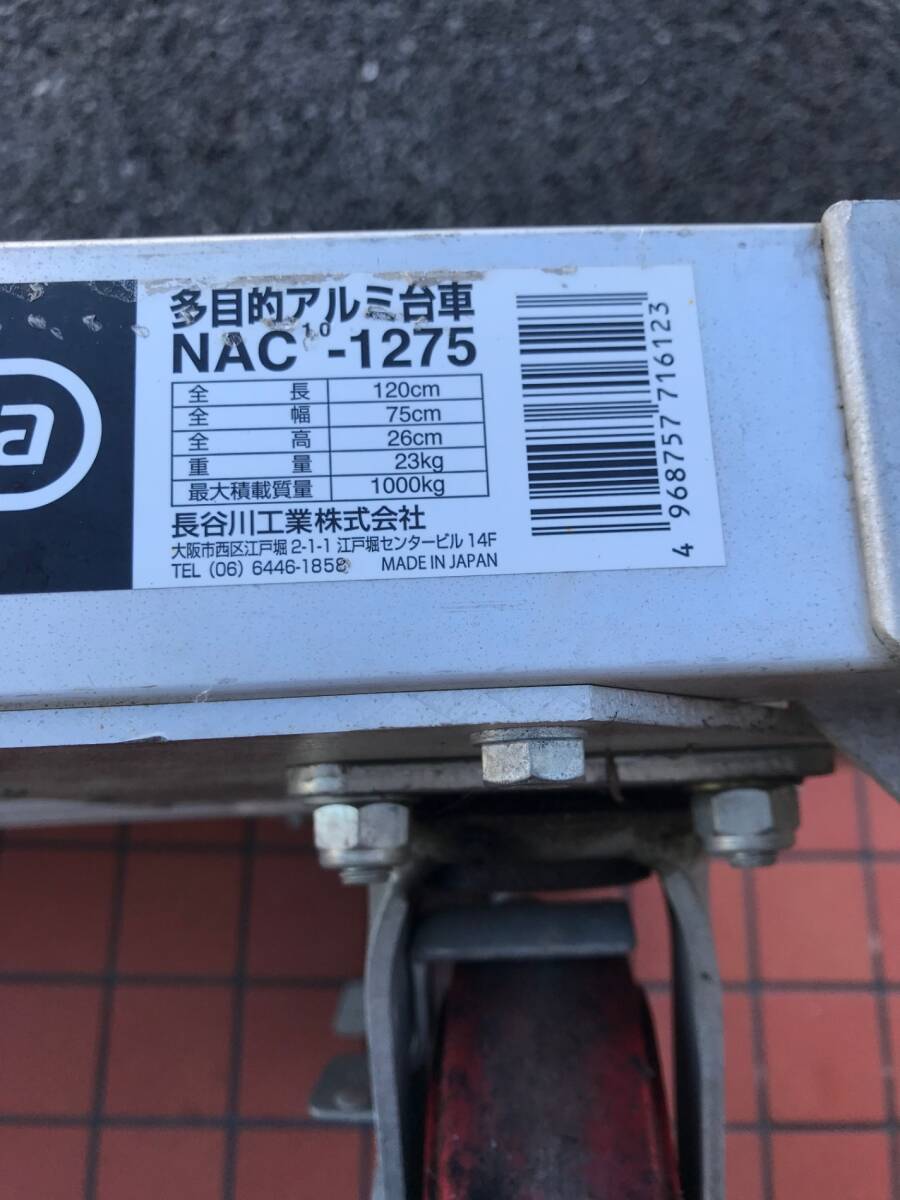 a
多目的アルミ台車
NAC1.0-1275
全長 120cm
全幅 75cm
全高 26cm
重量 23kg
最大積載質量 1000kg
長谷川工業株式会社
大阪市西区江戸堀 2-1-1 江戸堀センタービル 14F
TEL (06) 6446-1858 MADE IN JAPAN
4 968757 716123